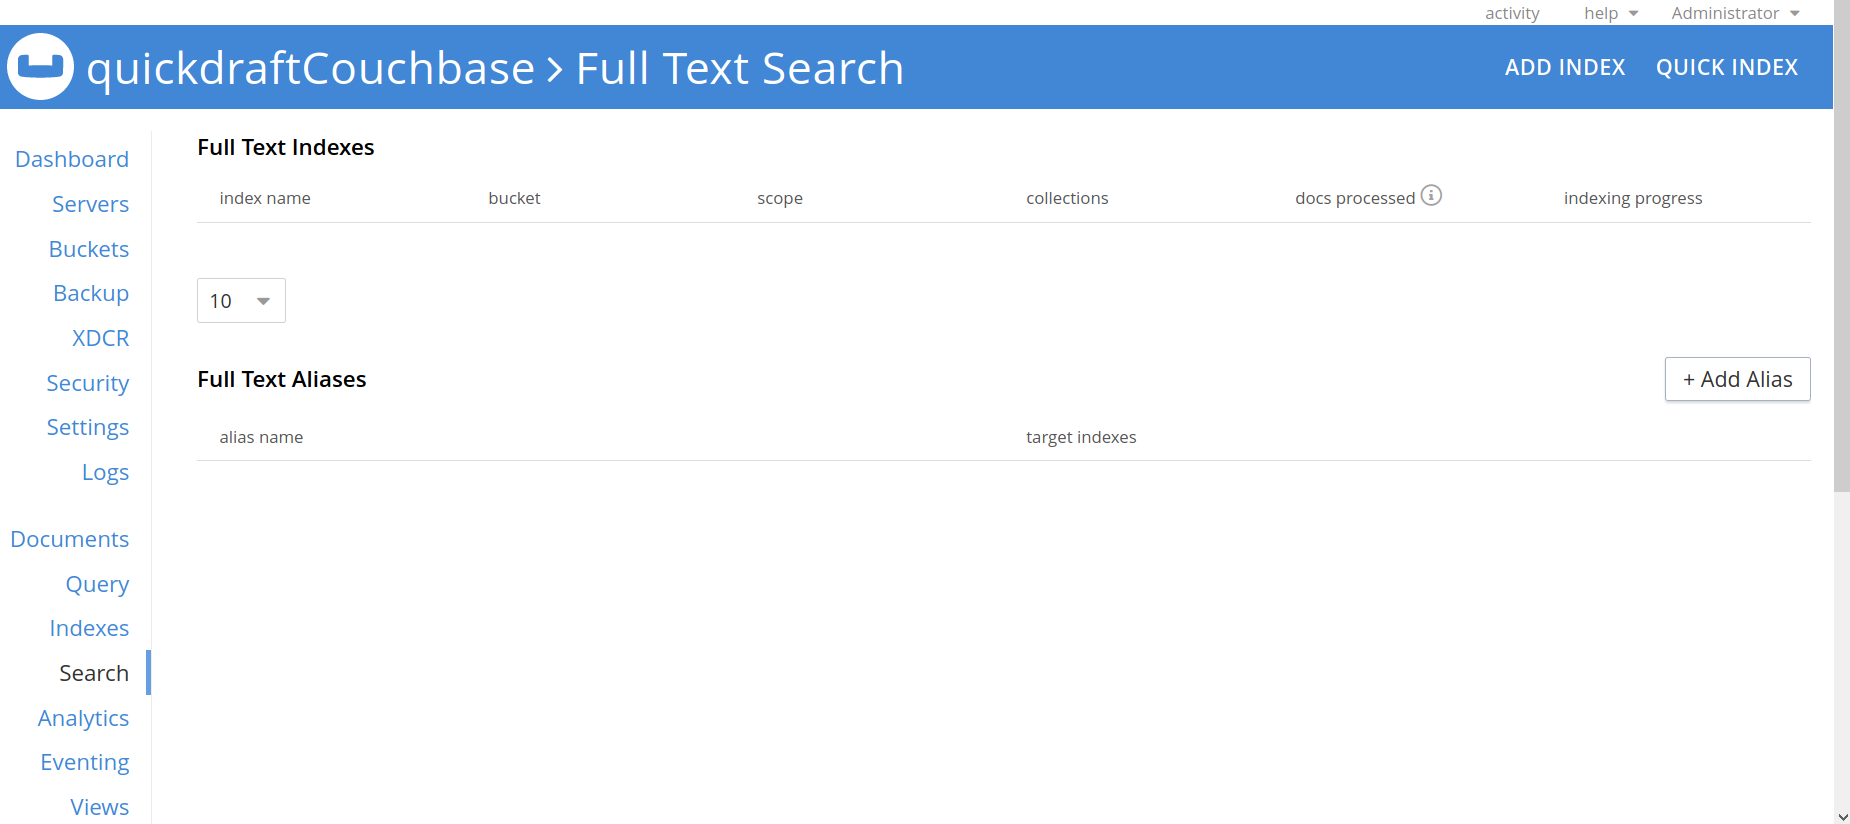 activity help Administrator
quickdraftCouchbase > Full Text Search ADD INDEX QUICK INDEX
Dashboard
Servers
Buckets
Backup
XDCR
Security
Settings
Logs
Documents
Query
Indexes
Search
Analytics
Eventing
Views
Full Text Indexes
index name bucket scope collections docs processed indexing progress
10
Full Text Aliases + Add Alias
alias name target indexes